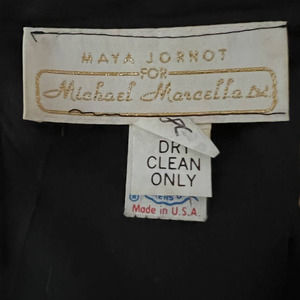 MAYA JORNOT
FOR
Michael Marcella Ltd.
DRY
CLEAN
ONLY
®
Made in U.S.A.